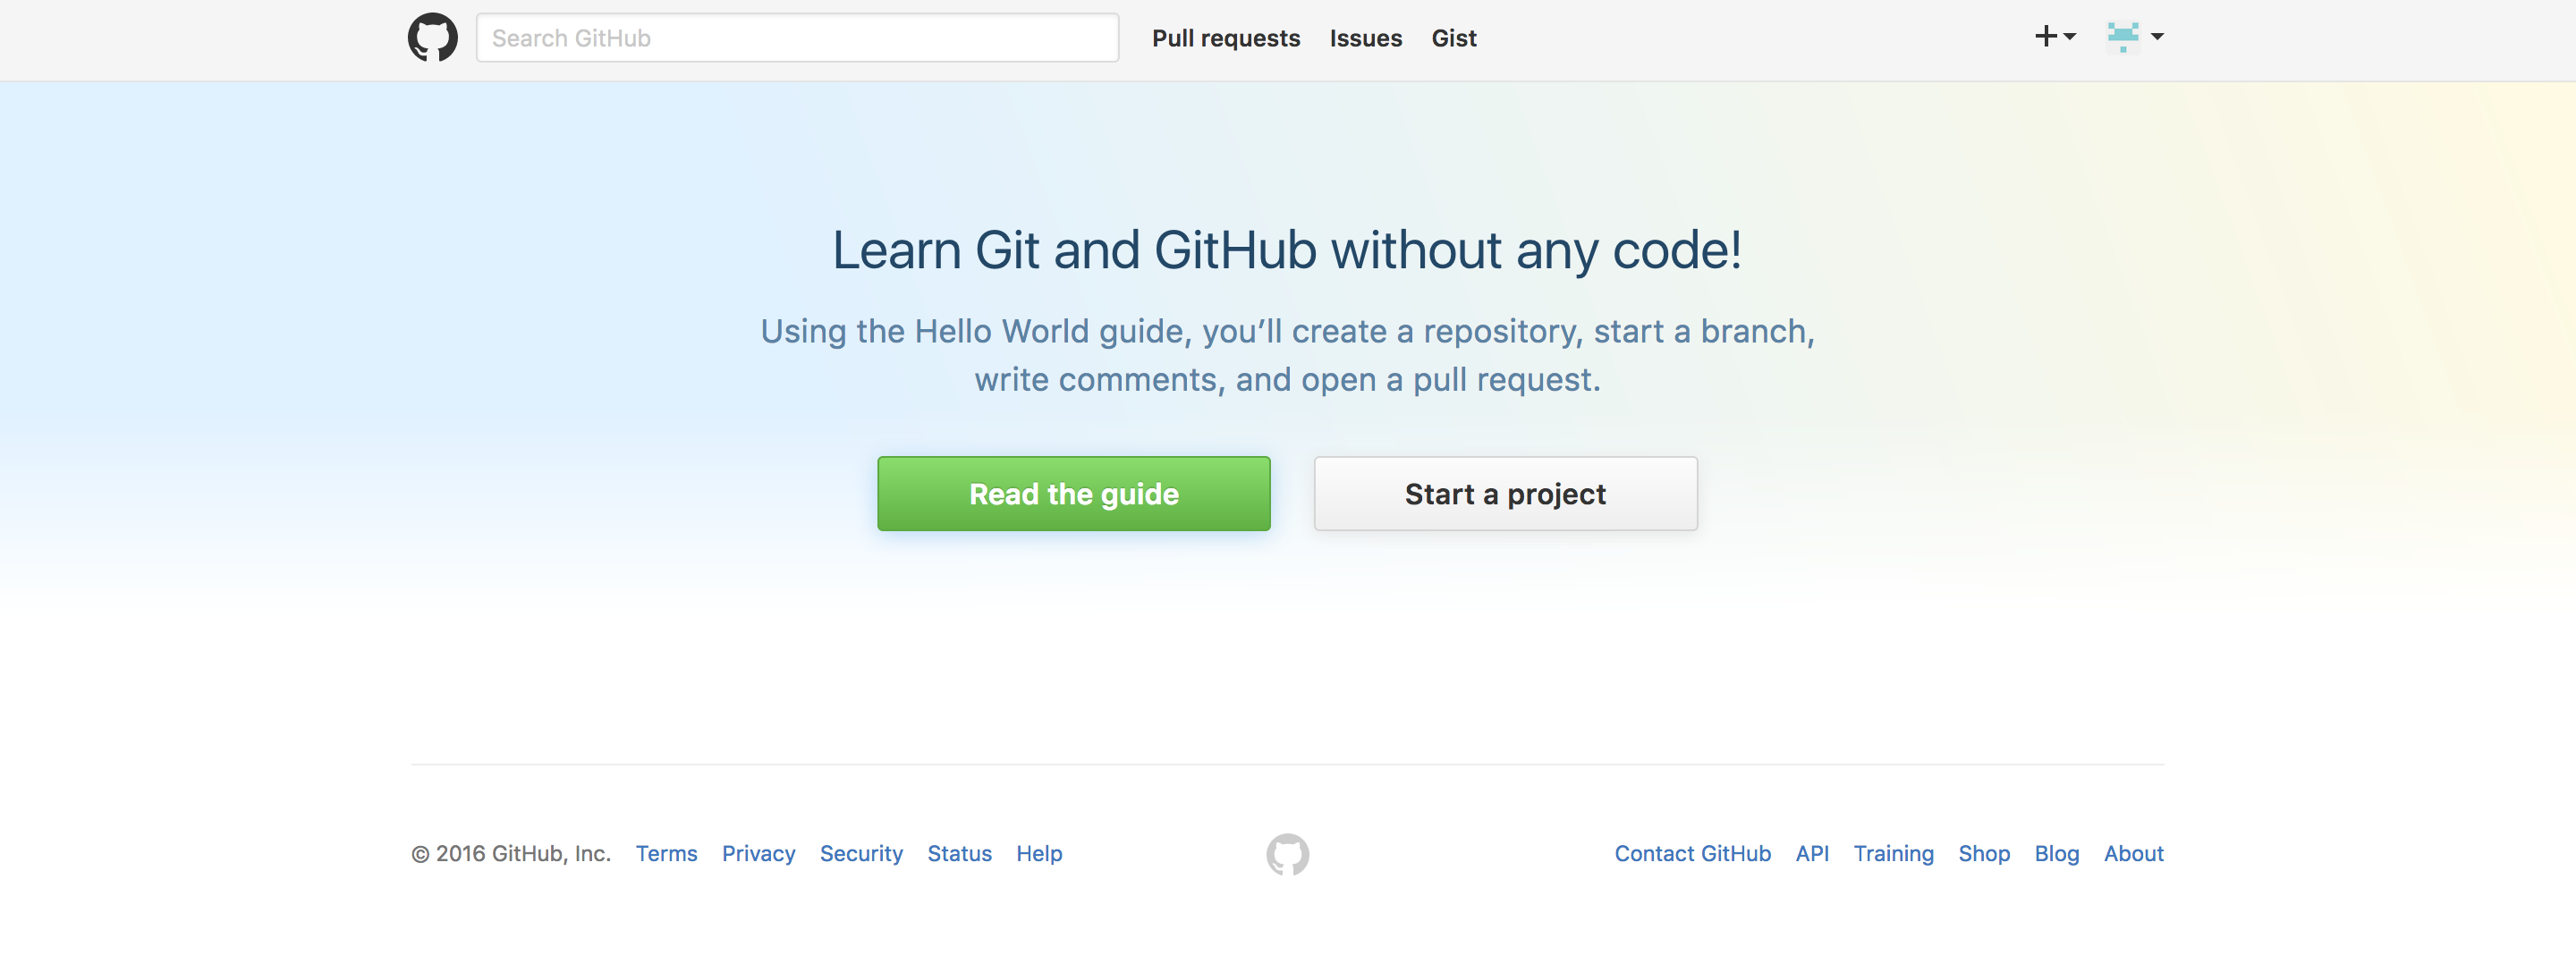 Search GitHub Pull requests Issues Gist
Learn Git and GitHub without any code!
Using the Hello World guide, you’ll create a repository, start a branch,
write comments, and open a pull request.
Read the guide Start a project
© 2016 GitHub, Inc. Terms Privacy Security Status Help Contact GitHub API Training Shop Blog About